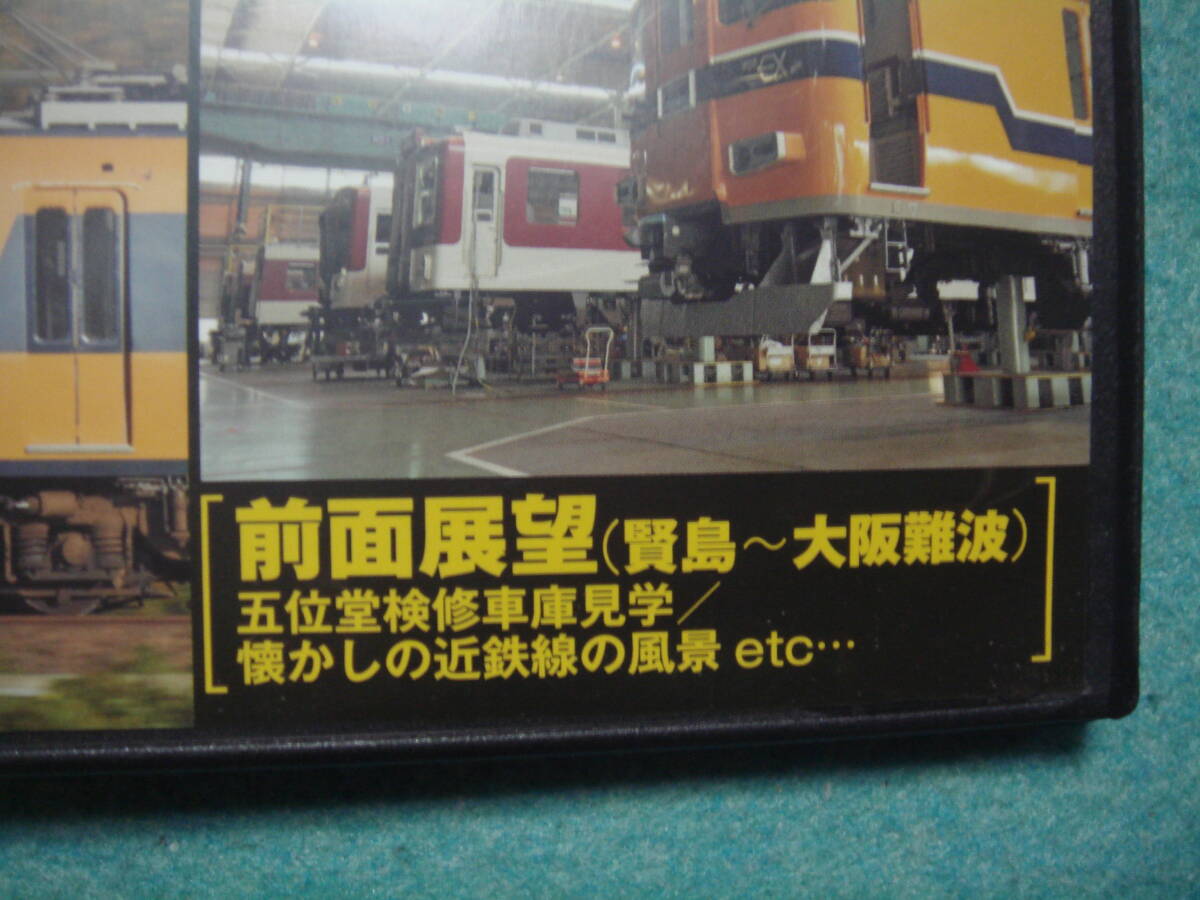 EX
前面展望(賢島~大阪難波)
五位堂検修車庫見学/
懐かしの近鉄線の風景 etc…